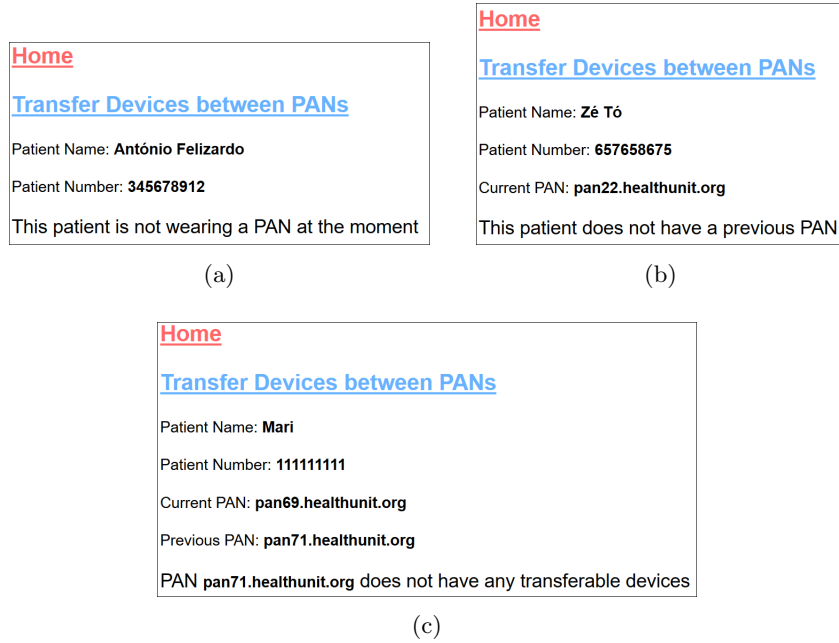 Home
Transfer Devices between PANs
Patient Name: António Felizardo
Patient Number: 345678912
This patient is not wearing a PAN at the moment
(a)
Home
Transfer Devices between PANs
Patient Name: Zé Tó
Patient Number: 657658675
Current PAN: pan22.healthunit.org
This patient does not have a previous PAN
(b)
Home
Transfer Devices between PANs
Patient Name: Mari
Patient Number: 111111111
Current PAN: pan69.healthunit.org
Previous PAN: pan71.healthunit.org
PAN pan71.healthunit.org does not have any transferable devices
(c)